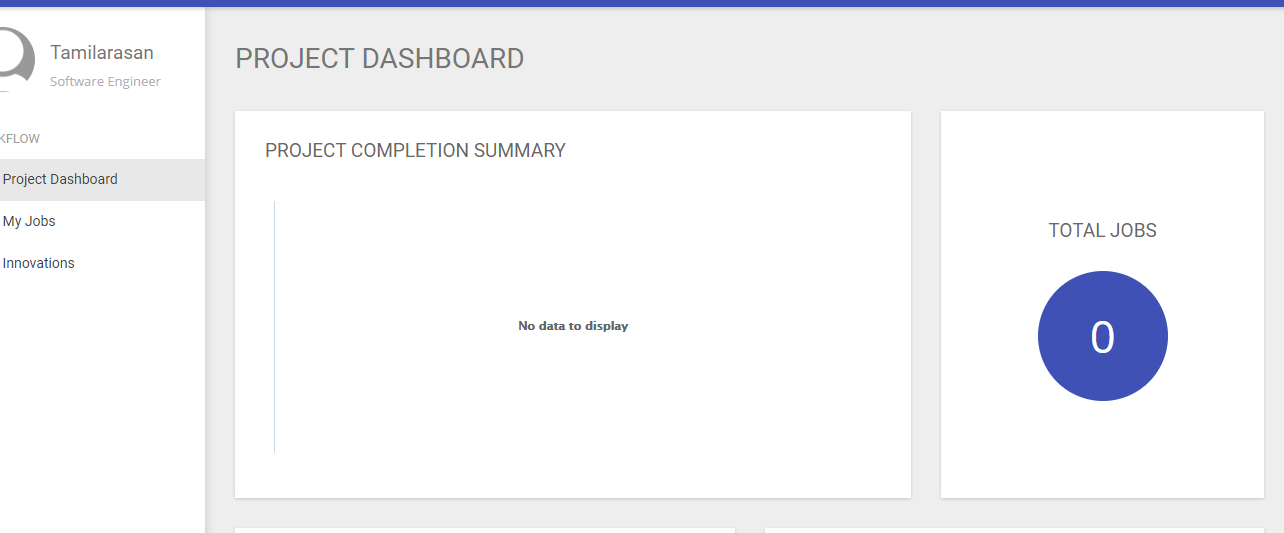 Tamilarasan
Software Engineer
KFLOW
Project Dashboard
My Jobs
Innovations
PROJECT DASHBOARD
PROJECT COMPLETION SUMMARY
No data to display
TOTAL JOBS
0